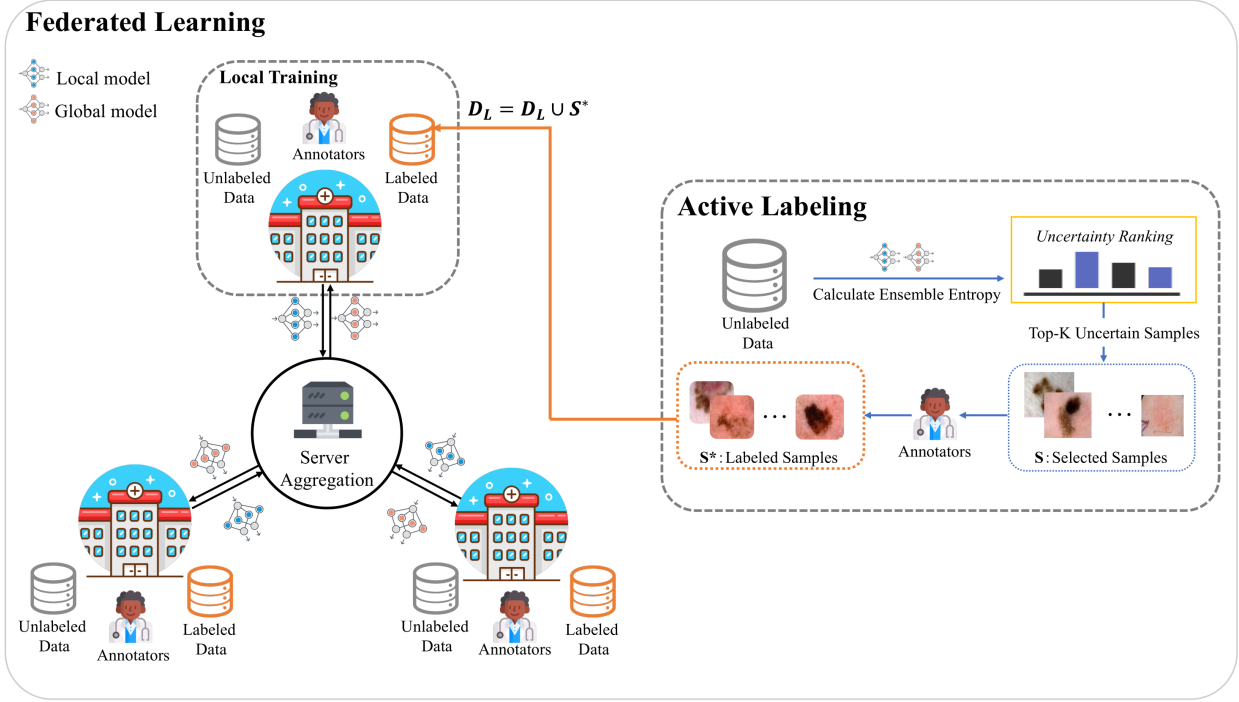 Federated Learning
Local model
Global model
Local Training
Annotators
Unlabeled
Data
Labeled
Data
D_L = D_L ∪ S*
Active Labeling
Unlabeled
Data
Calculate Ensemble Entropy
Uncertainty Ranking
Top-K Uncertain Samples
S* : Labeled Samples
Annotators
S : Selected Samples
Server
Aggregation
Unlabeled
Data
Annotators
Labeled
Data
Unlabeled
Data
Annotators
Labeled
Data